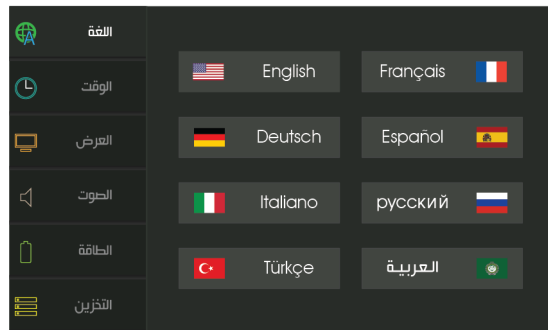 اللغة
الوقت
العرض
الصوت
الطاقة
التخزين
English
Français
Deutsch
Español
Italiano
русский
Türkçe
العربية